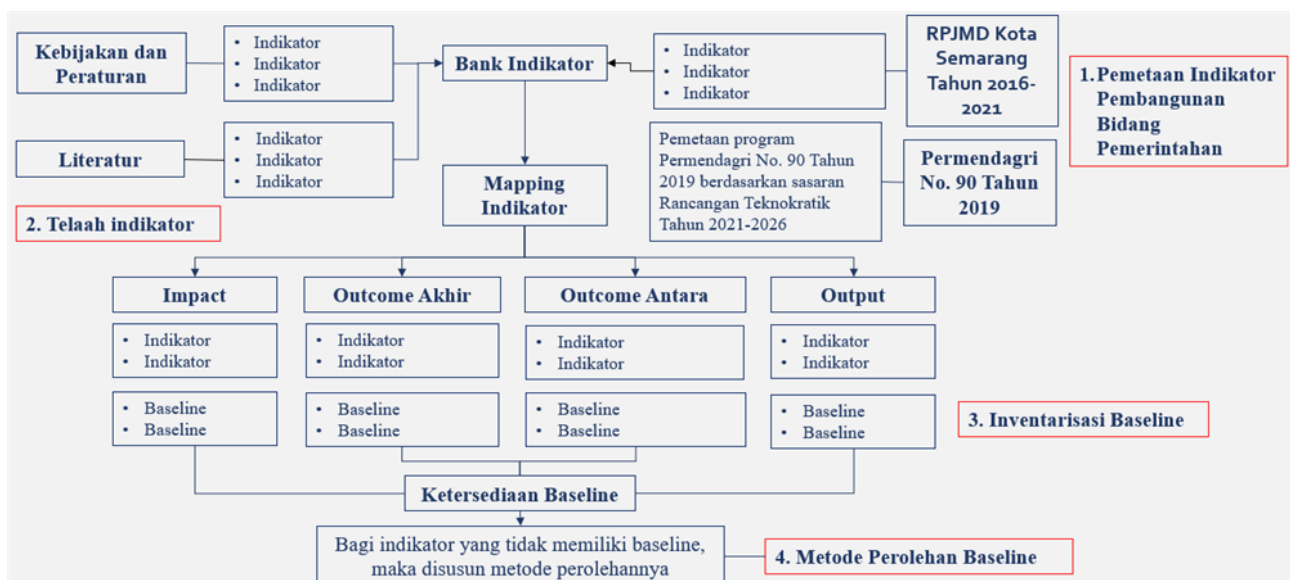 Kebijakan dan
Peraturan
• Indikator
• Indikator
• Indikator
Bank Indikator
• Indikator
• Indikator
• Indikator
RPJMD Kota
Semarang
Tahun 2016-
2021
1. Pemetaan Indikator
Pembangunan
Bidang
Pemerintahan
Literatur
• Indikator
• Indikator
• Indikator
Mapping
Indikator
Pemetaan program
Permendagri No. 90 Tahun
2019 berdasarkan sasaran
Rancangan Teknokratik
Tahun 2021-2026
Permendagri
No. 90 Tahun
2019
2. Telaah indikator
Impact
Outcome Akhir
Outcome Antara
Output
• Indikator
• Indikator
• Indikator
• Indikator
• Indikator
• Indikator
• Indikator
• Indikator
• Baseline
• Baseline
• Baseline
• Baseline
• Baseline
• Baseline
• Baseline
• Baseline
3. Inventarisasi Baseline
Ketersediaan Baseline
Bagi indikator yang tidak memiliki baseline,
maka disusun metode perolehannya
4. Metode Perolehan Baseline